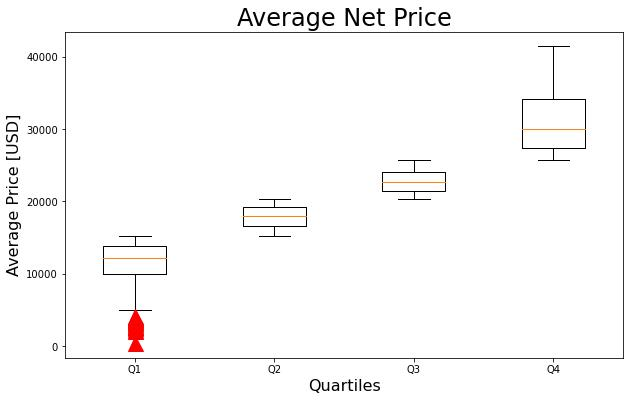 Average Net Price
Average Price [USD]
40000
30000
20000
10000
0
Q1 Q2 Q3 Q4
Quartiles